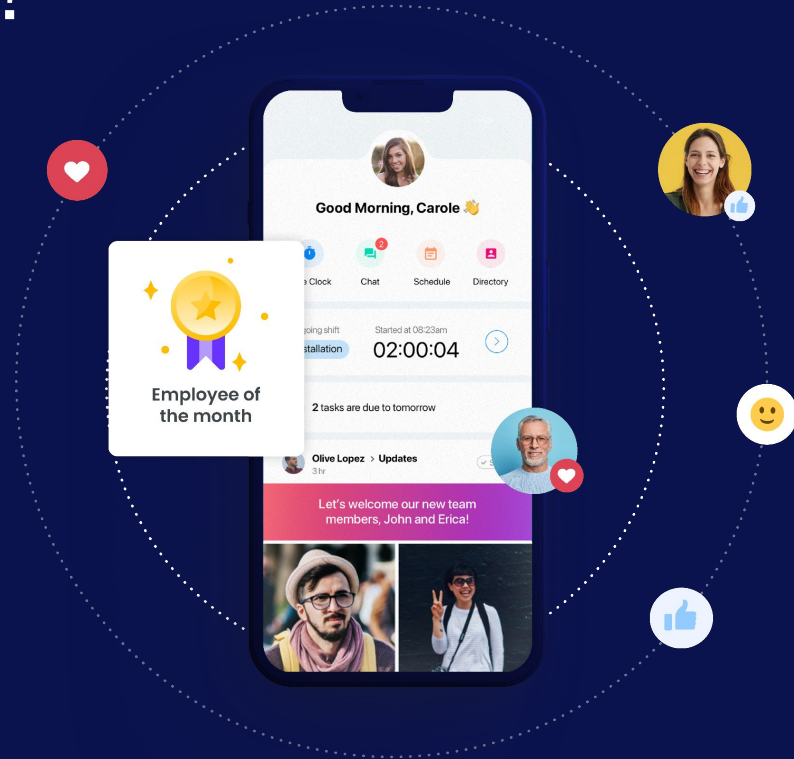 Good Morning, Carole 👋
2
Clock
Chat
Schedule
Directory
shift
Started at 08:23am
02:00:04
2 tasks are due to tomorrow
Employee of
the month
Olive Lopez > Updates
3 hr
Let's welcome our new team
members, John and Erica!